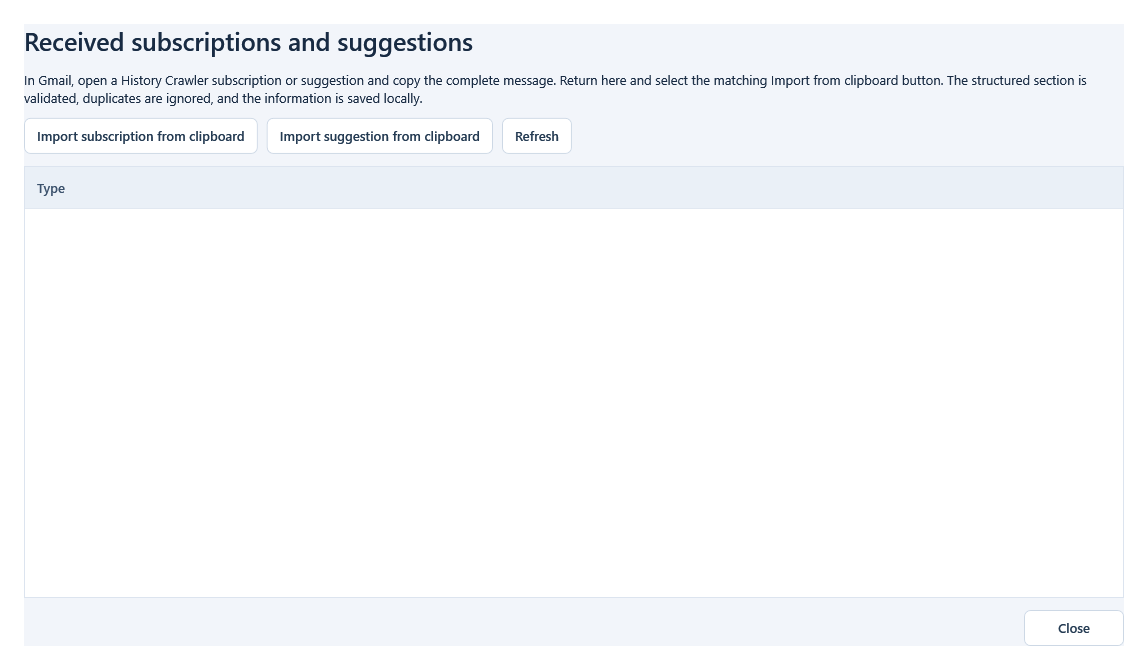 Received subscriptions and suggestions
In Gmail, open a History Crawler subscription or suggestion and copy the complete message. Return here and select the matching Import from clipboard button. The structured section is
validated, duplicates are ignored, and the information is saved locally.
Import subscription from clipboard
Import suggestion from clipboard
Refresh
Type
Close